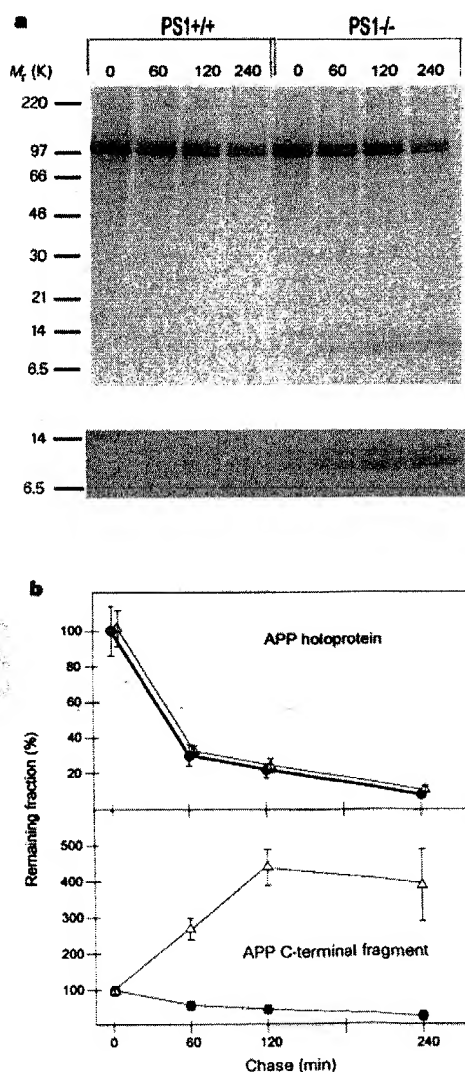 a
PS1+/+ PS1-/-
Mr (K) 0 60 120 240 0 60 120 240
220
97
66
46
30
21
14
6.5
14
6.5
b
APP holoprotein
100
80
60
40
20
Remaining fraction (%)
500
400
300
200
100
APP C-terminal fragment
0 60 120 240
Chase (min)